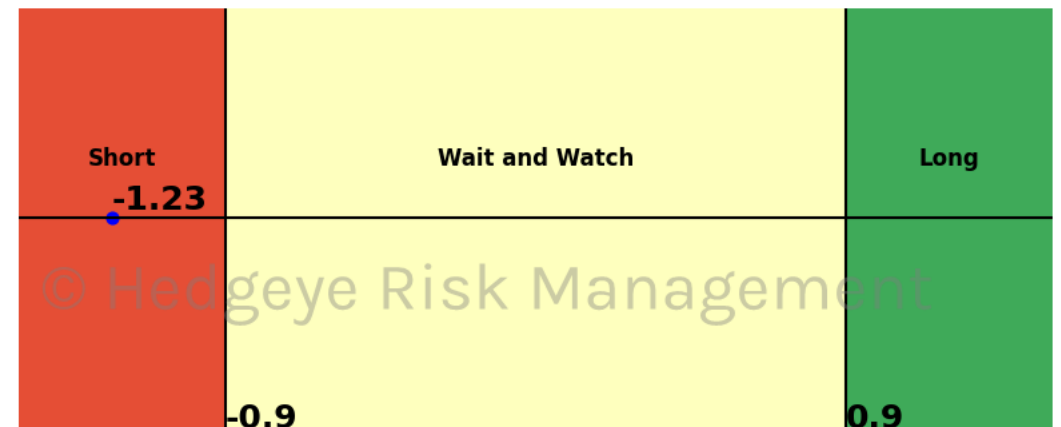 Short
Wait and Watch
Long
-1.23
© Hedgeye Risk Management
-0.9
0.9